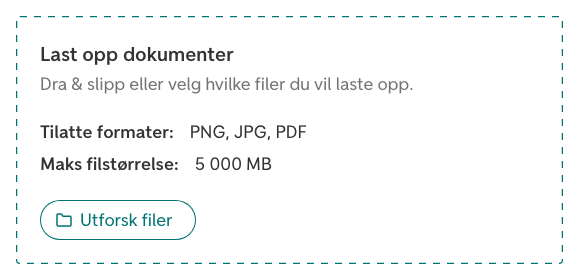 Last opp dokumenter
Dra & slipp eller velg hvilke filer du vil laste opp.
Tilatte formater: PNG, JPG, PDF
Maks filstørrelse: 5 000 MB
Utforsk filer